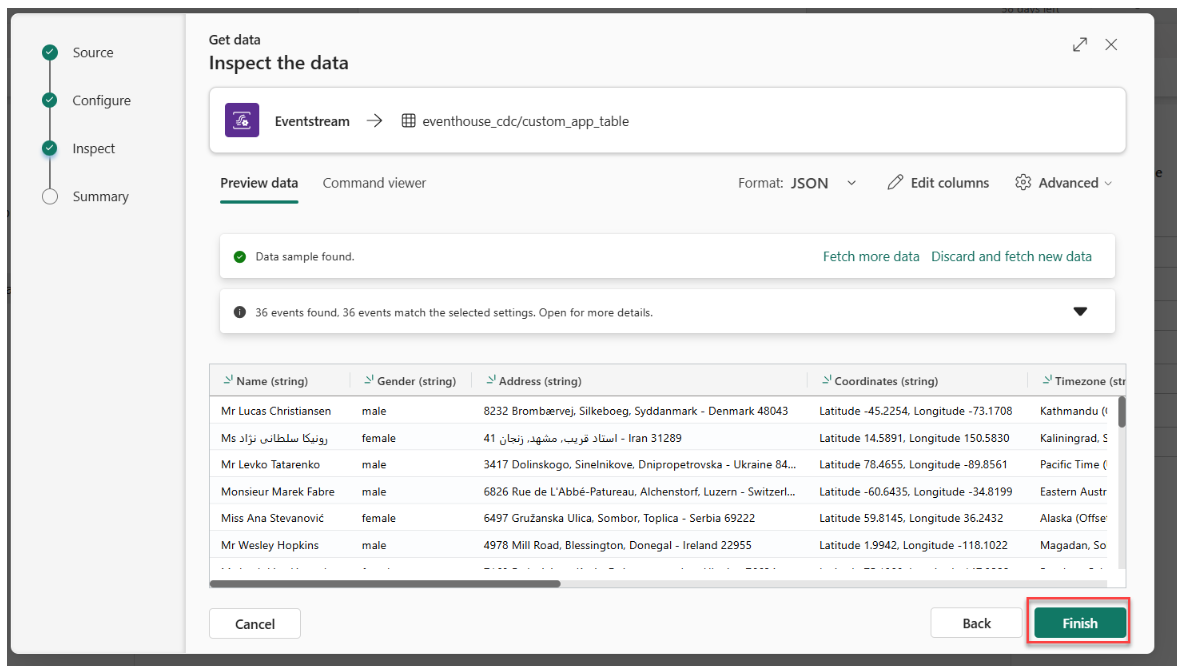 58 days left
Source
Configure
Inspect
Summary
Get data
Inspect the data
Eventstream → eventhouse_cdc/custom_app_table
Preview data Command viewer Format: JSON Edit columns Advanced
Data sample found. Fetch more data Discard and fetch new data
36 events found. 36 events match the selected settings. Open for more details.
Name (string) Gender (string) Address (string) Coordinates (string) Timezone (str
Mr Lucas Christiansen male 8232 Brombærvej, Silkeboeg, Syddanmark - Denmark 48043 Latitude -45.2254, Longitude -73.1708 Kathmandu (
Ms رونیکا سلطانی نژاد female 41 استاد قریب, مشهد, زنجان - Iran 31289 Latitude 14.5891, Longitude 150.5830 Kaliningrad, S
Mr Levko Tatarenko male 3417 Dolinskogo, Sinelnikove, Dnipropetrovska - Ukraine 84... Latitude 78.4655, Longitude -89.8561 Pacific Time (
Monsieur Marek Fabre male 6826 Rue de L'Abbé-Patureau, Alchenstorf, Luzern - Switzerl... Latitude -60.6435, Longitude -34.8199 Eastern Austr
Miss Ana Stevanović female 6497 Gružanska Ulica, Sombor, Toplica - Serbia 69222 Latitude 59.8145, Longitude 36.2432 Alaska (Offse
Mr Wesley Hopkins male 4978 Mill Road, Blessington, Donegal - Ireland 22955 Latitude 1.9942, Longitude -118.1022 Magadan, So
Cancel Back Finish